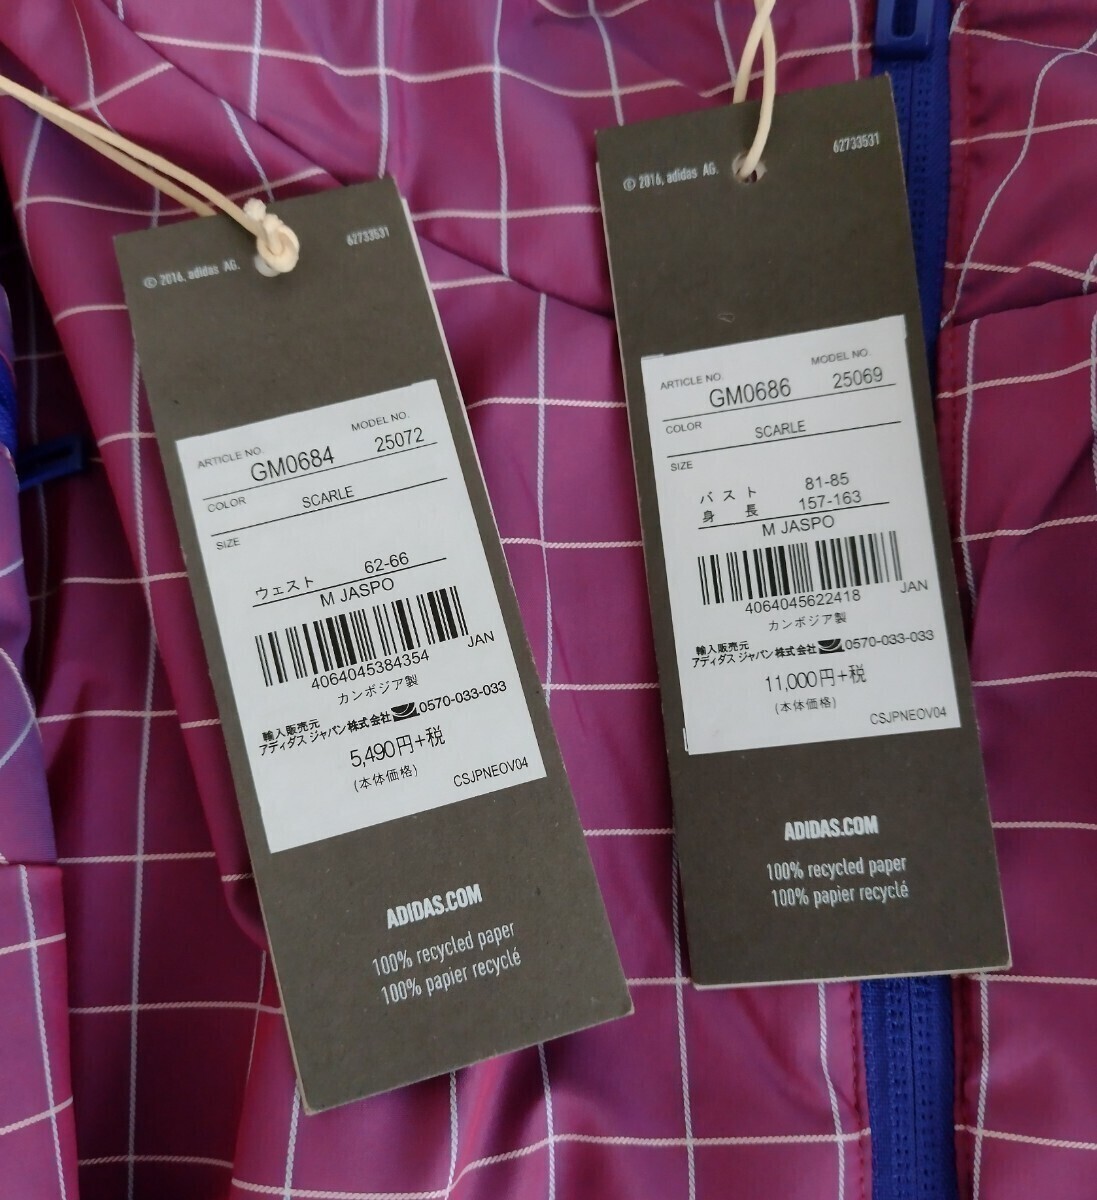 © 2016, adidas AG.
62733531
ARTICLE NO.
MODEL NO.
GM0684
25072
COLOR
SCARLE
SIZE
ウェスト 62-66
M JASPO
JAN
4064045384354
カンボジア製
輸入販売元
アディダス ジャパン株式会社 0570-033-033
5,490円+税
(本体価格)
CSJPNEOV04
ADIDAS.COM
100% recycled paper
100% papier recyclé
© 2016, adidas AG.
62733531
ARTICLE NO.
MODEL NO.
GM0686
25069
COLOR
SCARLE
SIZE
バスト 81-85
身長 157-163
M JASPO
JAN
4064045622418
カンボジア製
輸入販売元
アディダス ジャパン株式会社 0570-033-033
11,000円+税
(本体価格)
CSJPNEOV04
ADIDAS.COM
100% recycled paper
100% papier recyclé